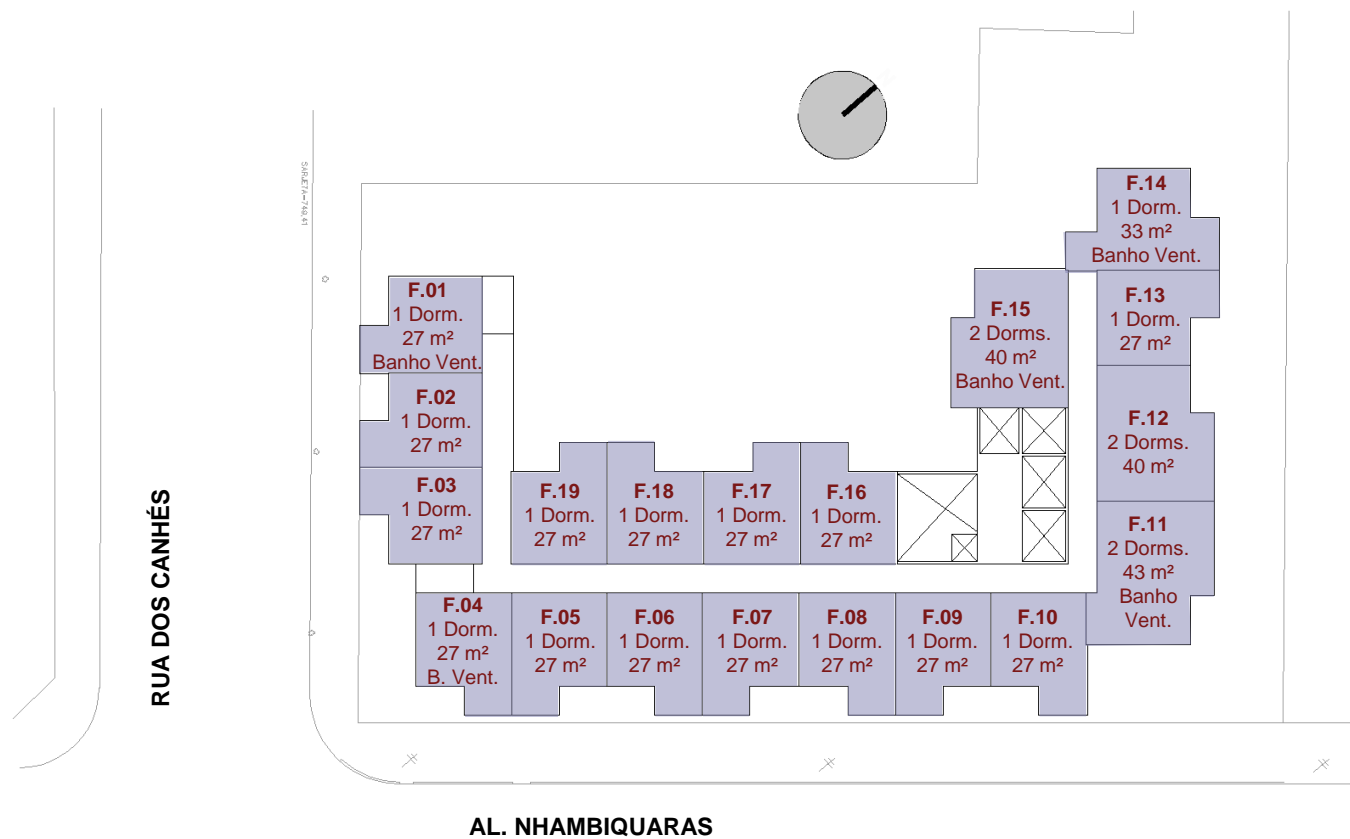 SARJETA=748,41
F.14
1 Dorm.
33 m²
Banho Vent.
F.01
1 Dorm.
27 m²
Banho Vent.
F.15
2 Dorms.
40 m²
Banho Vent.
F.13
1 Dorm.
27 m²
F.02
1 Dorm.
27 m²
F.12
2 Dorms.
40 m²
F.03
1 Dorm.
27 m²
F.19
1 Dorm.
27 m²
F.18
1 Dorm.
27 m²
F.17
1 Dorm.
27 m²
F.16
1 Dorm.
27 m²
F.11
2 Dorms.
43 m²
Banho
Vent.
F.04
1 Dorm.
27 m²
B. Vent.
F.05
1 Dorm.
27 m²
F.06
1 Dorm.
27 m²
F.07
1 Dorm.
27 m²
F.08
1 Dorm.
27 m²
F.09
1 Dorm.
27 m²
F.10
1 Dorm.
27 m²
RUA DOS CANHÉS
AL. NHAMBIQUARAS